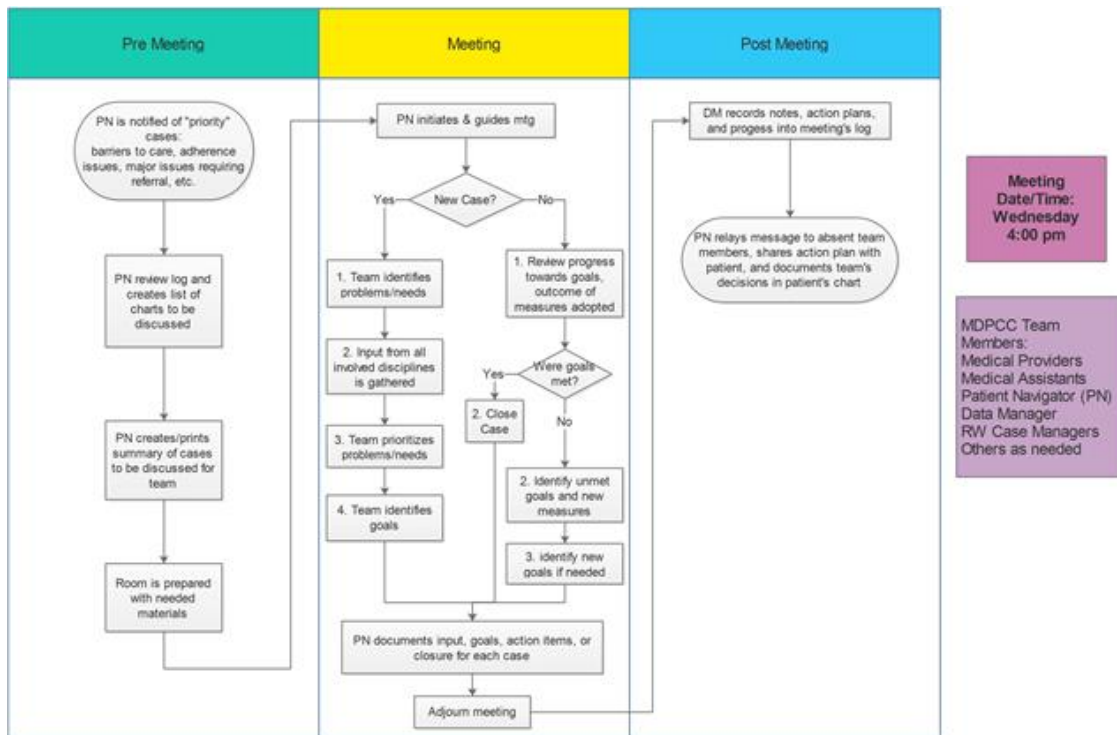 Pre Meeting
Meeting
Post Meeting
PN is notified of "priority"
cases:
barriers to care, adherence
issues, major issues requiring
referral, etc.
PN review log and
creates list of
charts to be
discussed
PN creates/prints
summary of cases
to be discussed for
team
Room is prepared
with needed
materials
PN initiates & guides mtg
New Case?
Yes
No
1. Team identifies
problems/needs
2. Input from all
involved disciplines
is gathered
3. Team prioritizes
problems/needs
4. Team identifies
goals
1. Review progress
towards goals,
outcome of
measures adopted
Were goals
met?
Yes
No
2. Close
Case
2. Identify unmet
goals and new
measures
3. identify new
goals if needed
PN documents input, goals, action items, or
closure for each case
Adjourn meeting
DM records notes, action plans,
and progess into meeting's log
PN relays message to absent team
members, shares action plan with
patient, and documents team's
decisions in patient's chart
Meeting
Date/Time:
Wednesday
4:00 pm
MDPCC Team
Members:
Medical Providers
Medical Assistants
Patient Navigator (PN)
Data Manager
RW Case Managers
Others as needed